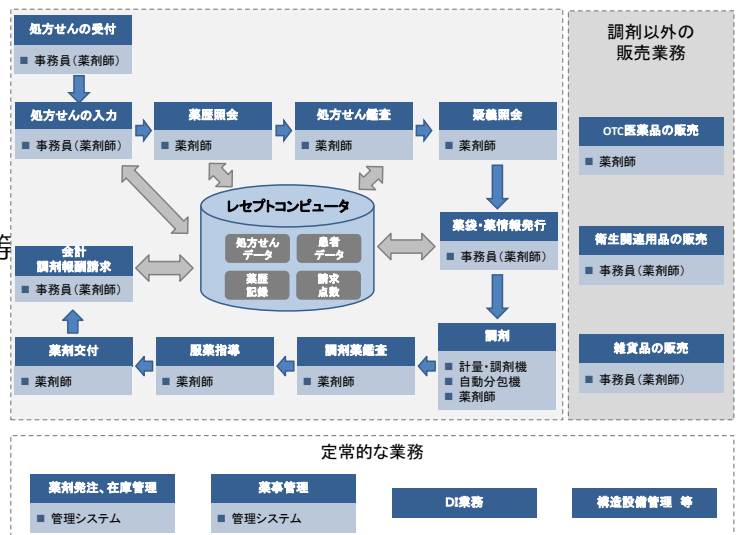 処方せんの受付
■ 事務員(薬剤師)
処方せんの入力
■ 事務員(薬剤師)
薬歴照会
■ 薬剤師
処方せん鑑査
■ 薬剤師
疑義照会
■ 薬剤師
レセプトコンピュータ
処方せん
データ
患者
データ
薬歴
記録
請求
点数
薬袋・薬情報発行
■ 事務員(薬剤師)
等
会計
調剤報酬請求
■ 事務員(薬剤師)
薬剤交付
■ 薬剤師
服薬指導
■ 薬剤師
調剤薬鑑査
■ 薬剤師
調剤
■ 計量・調剤機
■ 自動分包機
■ 薬剤師
調剤以外の
販売業務
OTC医薬品の販売
■ 薬剤師
衛生関連用品の販売
■ 事務員(薬剤師)
雑貨品の販売
■ 事務員(薬剤師)
定常的な業務
薬剤発注、在庫管理
■ 管理システム
薬事管理
■ 管理システム
DI業務
構造設備管理 等